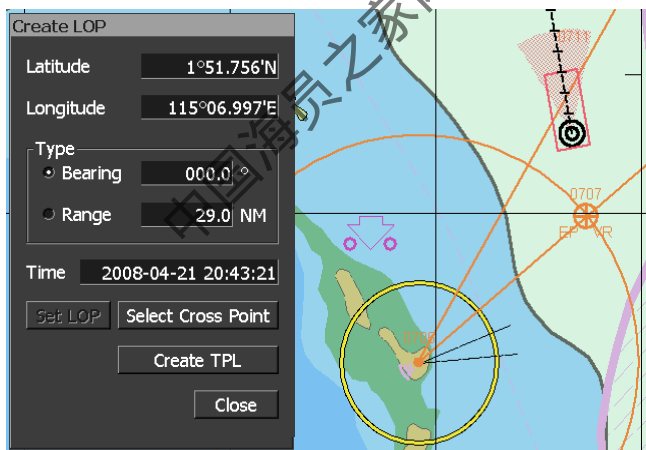 Create LOP
Latitude 1°51.756'N
Longitude 115°06.997'E
Type
Bearing 000.0 °
Range 29.0 NM
Time 2008-04-21 20:43:21
Set LOP Select Cross Point
Create TPL
Close
0711
0707
EP VR
中国海员之家